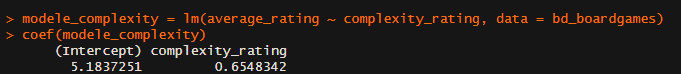 > modele_complexity = lm(average_rating ~ complexity_rating, data = bd_boardgames)
> coef(modele_complexity)
(Intercept) complexity_rating
5.1837251 0.6548342